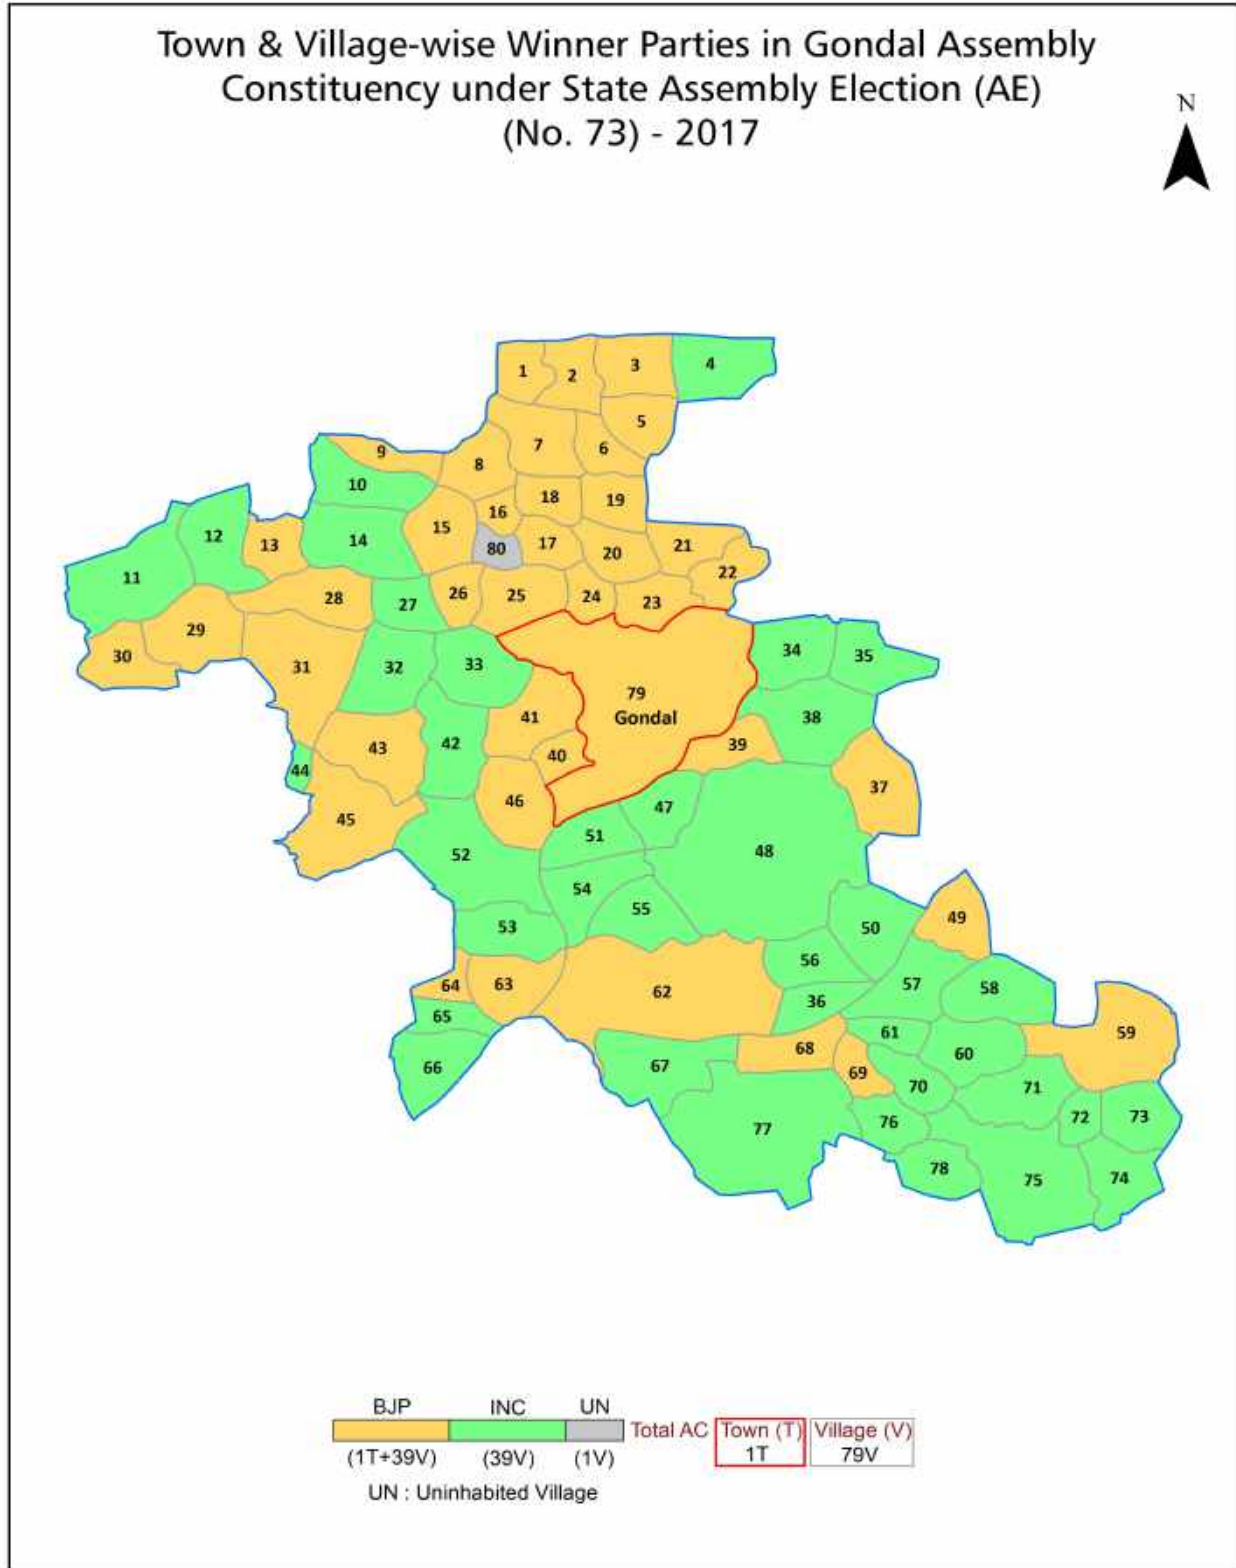 Town & Village-wise Winner Parties in Gondal Assembly
Constituency under State Assembly Election (AE)
(No. 73) - 2017
N
1 2 3 4
5
9 8 7 6
10 18 19
16
12 13 14 15 80 17 20 21
11 22
28 27 26 25 24 23
30 29
31 32 33 34 35
79
Gondal
41 38
43 42 40 39
44 37
45 46 47
52 51 48
54 55
53 50 49
64 63 62 56 57 58
65 36
66 67 68 61 60 59
69 70 71
77 76 72 73
78 75 74
BJP INC UN
Total AC Town (T) Village (V)
(1T+39V) (39V) (1V) 1T 79V
UN : Uninhabited Village